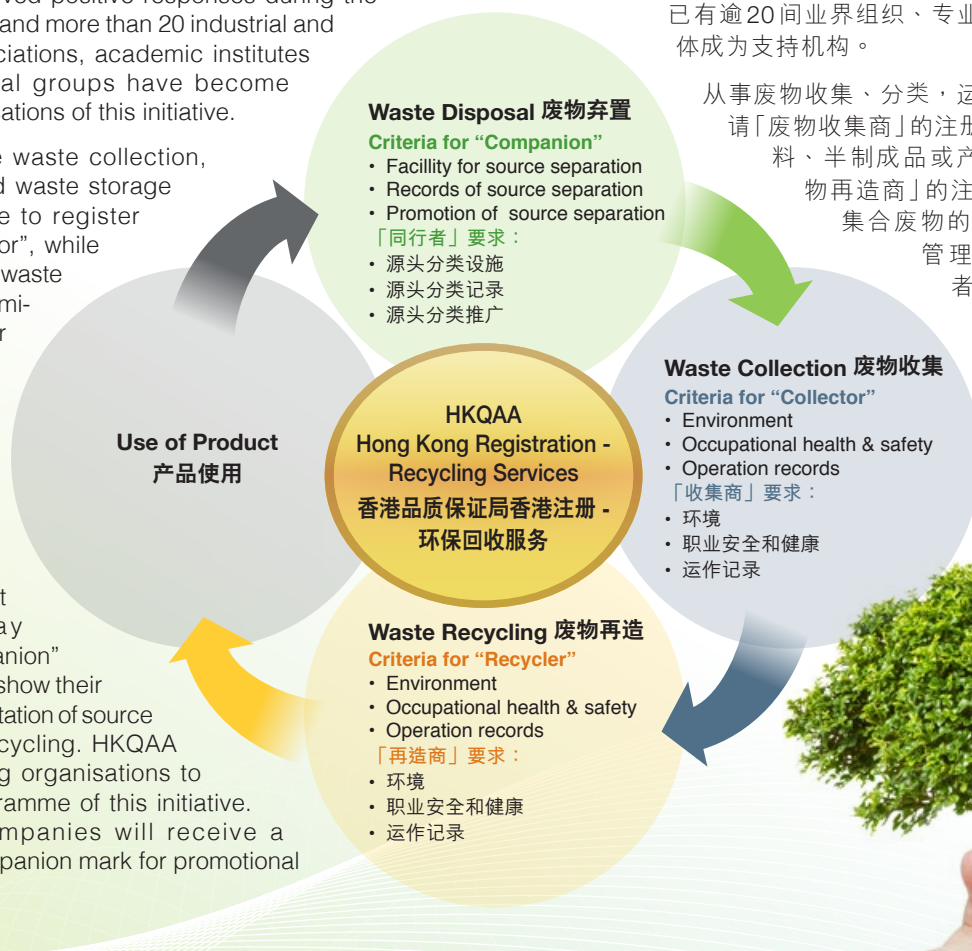 and more than 20 industrial and
ciations, academic institutes
al groups have become
sations of this initiative.
waste collection,
d waste storage
e to register
or”, while
waste
mi-
r
t
ay
anion”
show their
tation of source
cycling. HKQAA
g organisations to
ramme of this initiative.
mpanies will receive a
panion mark for promotional
Waste Disposal 废物弃置
Criteria for “Companion”
• Facillity for source separation
• Records of source separation
• Promotion of source separation
「同行者」要求：
• 源头分类设施
• 源头分类记录
• 源头分类推广
Use of Product
产品使用
HKQAA
Hong Kong Registration -
Recycling Services
香港品质保证局香港注册 -
环保回收服务
Waste Collection 废物收集
Criteria for “Collector”
• Environment
• Occupational health & safety
• Operation records
「收集商」要求：
• 环境
• 职业安全和健康
• 运作记录
Waste Recycling 废物再造
Criteria for “Recycler”
• Environment
• Occupational health & safety
• Operation records
「再造商」要求：
• 环境
• 职业安全和健康
• 运作记录
已有逾20间业界组织、专业
体成为支持机构。
从事废物收集、分类，运
请「废物收集商」的注册
料、半制成品或产
物再造商」的注
集合废物的
管理
者